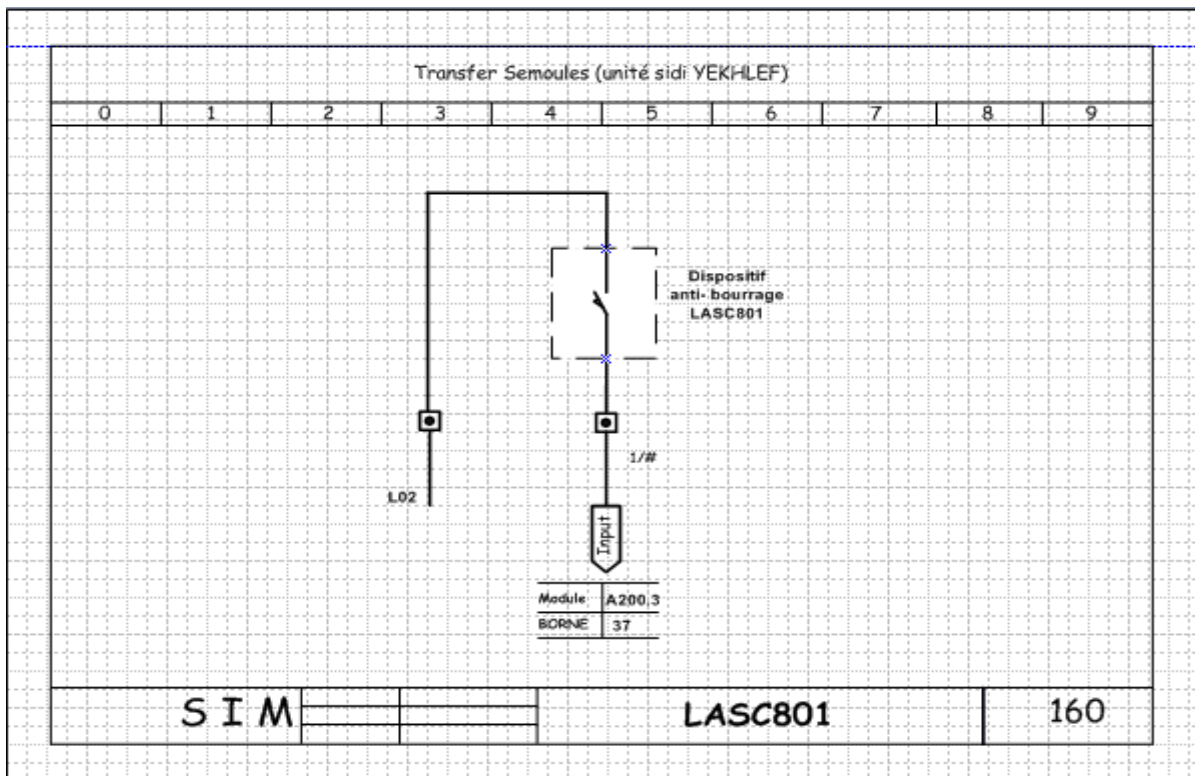 Transfer Semoules (unité sidi YEKHLEF)
0 1 2 3 4 5 6 7 8 9
Dispositif
anti- bourrage
LASC801
1/#
L02
Input
Module A200.3
BORNE 37
S I M LASC801 160